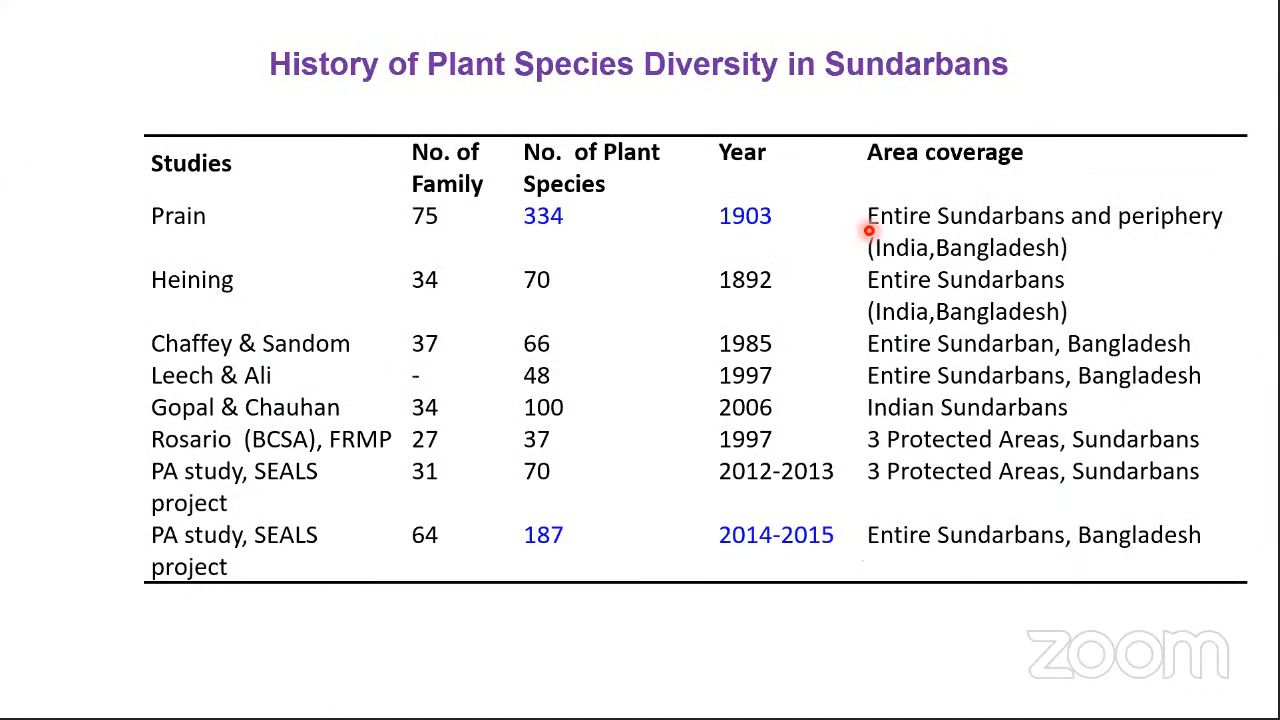 History of Plant Species Diversity in Sundarbans
Studies No. of Family No. of Plant Species Year Area coverage
Prain 75 334 1903 Entire Sundarbans and periphery (India,Bangladesh)
Heining 34 70 1892 Entire Sundarbans (India,Bangladesh)
Chaffey & Sandom 37 66 1985 Entire Sundarban, Bangladesh
Leech & Ali - 48 1997 Entire Sundarbans, Bangladesh
Gopal & Chauhan 34 100 2006 Indian Sundarbans
Rosario (BCSA), FRMP 27 37 1997 3 Protected Areas, Sundarbans
PA study, SEALS project 31 70 2012-2013 3 Protected Areas, Sundarbans
PA study, SEALS project 64 187 2014-2015 Entire Sundarbans, Bangladesh
zoom